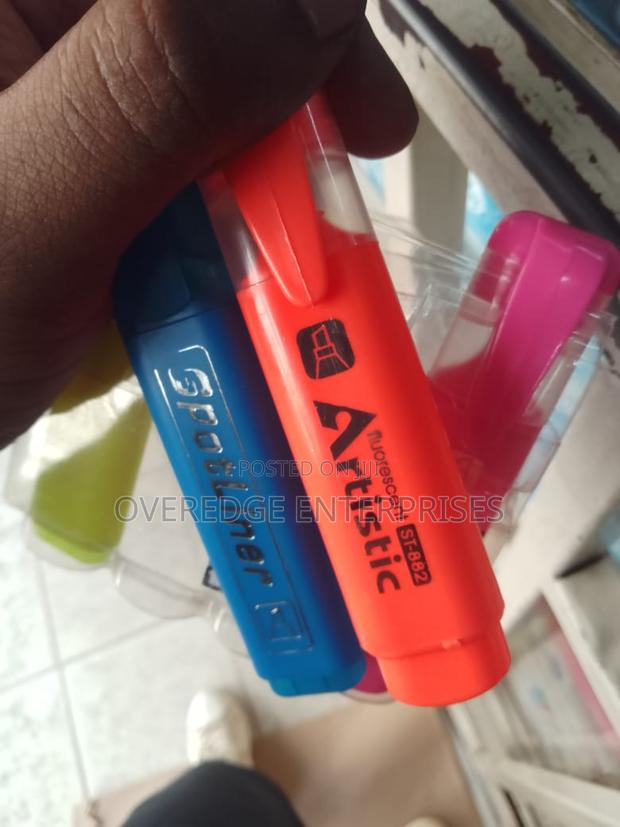 SpotLiner
fluorescent
Artistic
ST-882
POSTED ON JIJI
OVEREDGE ENTERPRISES